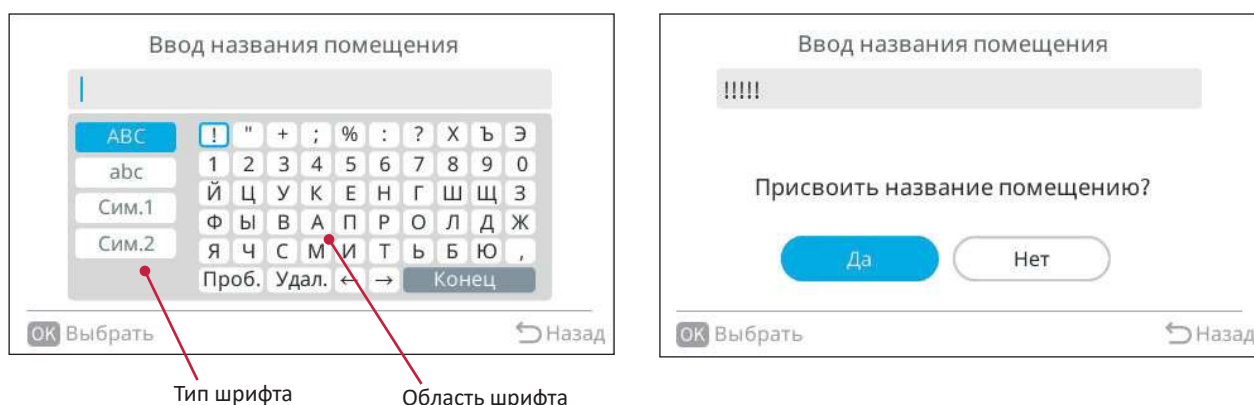 Ввод названия помещения
ABC
abc
Сим.1
Сим.2
! " + ; % : ? Х Ъ Э
1 2 3 4 5 6 7 8 9 0
Й Ц У К Е Н Г Ш Щ З
Ф Ы В А П Р О Л Д Ж
Я Ч С М И Т Ь Б Ю ,
Проб. Удал. ← → Конец
OK Выбрать
Назад
Тип шрифта
Область шрифта
Ввод названия помещения
!!!!!
Присвоить название помещению?
Да
Нет
OK Выбрать
Назад